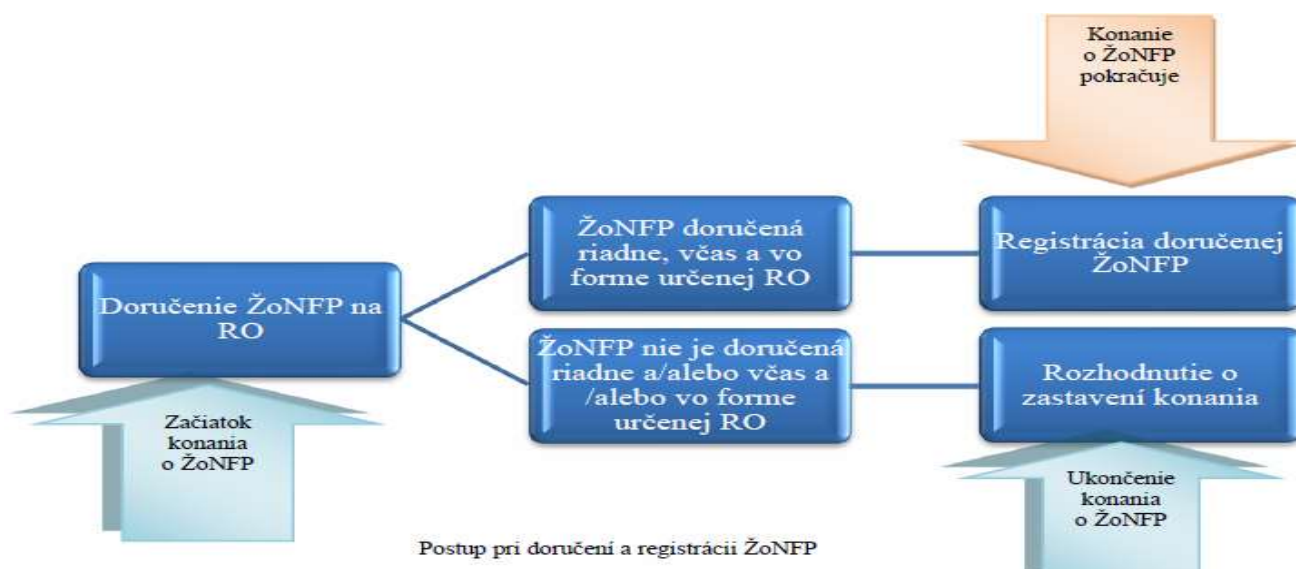 Konanie
o ŽoNFP
pokračuje
ŽoNFP doručená
riadne, včas a vo
forme určenej RO
Registrácia doručenej
ŽoNFP
Doručenie ŽoNFP na
RO
ŽoNFP nie je doručená
riadne a/alebo včas a
/alebo vo forme
určenej RO
Rozhodnutie o
zastavení konania
Začiatok
konania
o ŽoNFP
Ukončenie
konania
o ŽoNFP
Postup pri doručení a registrácii ŽoNFP